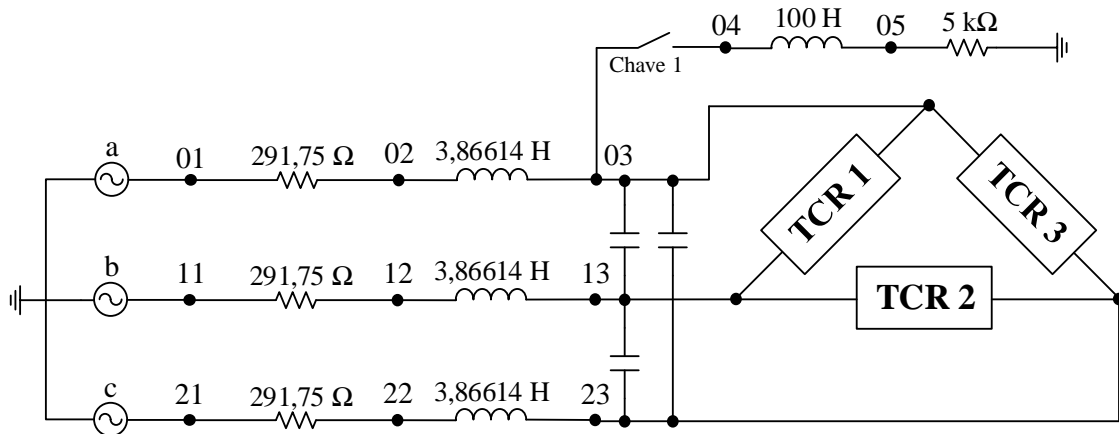 04
100 H
05
5 kΩ
Chave 1
a
01
291,75 Ω
02
3,86614 H
03
TCR 1
TCR 3
b
11
291,75 Ω
12
3,86614 H
13
TCR 2
c
21
291,75 Ω
22
3,86614 H
23